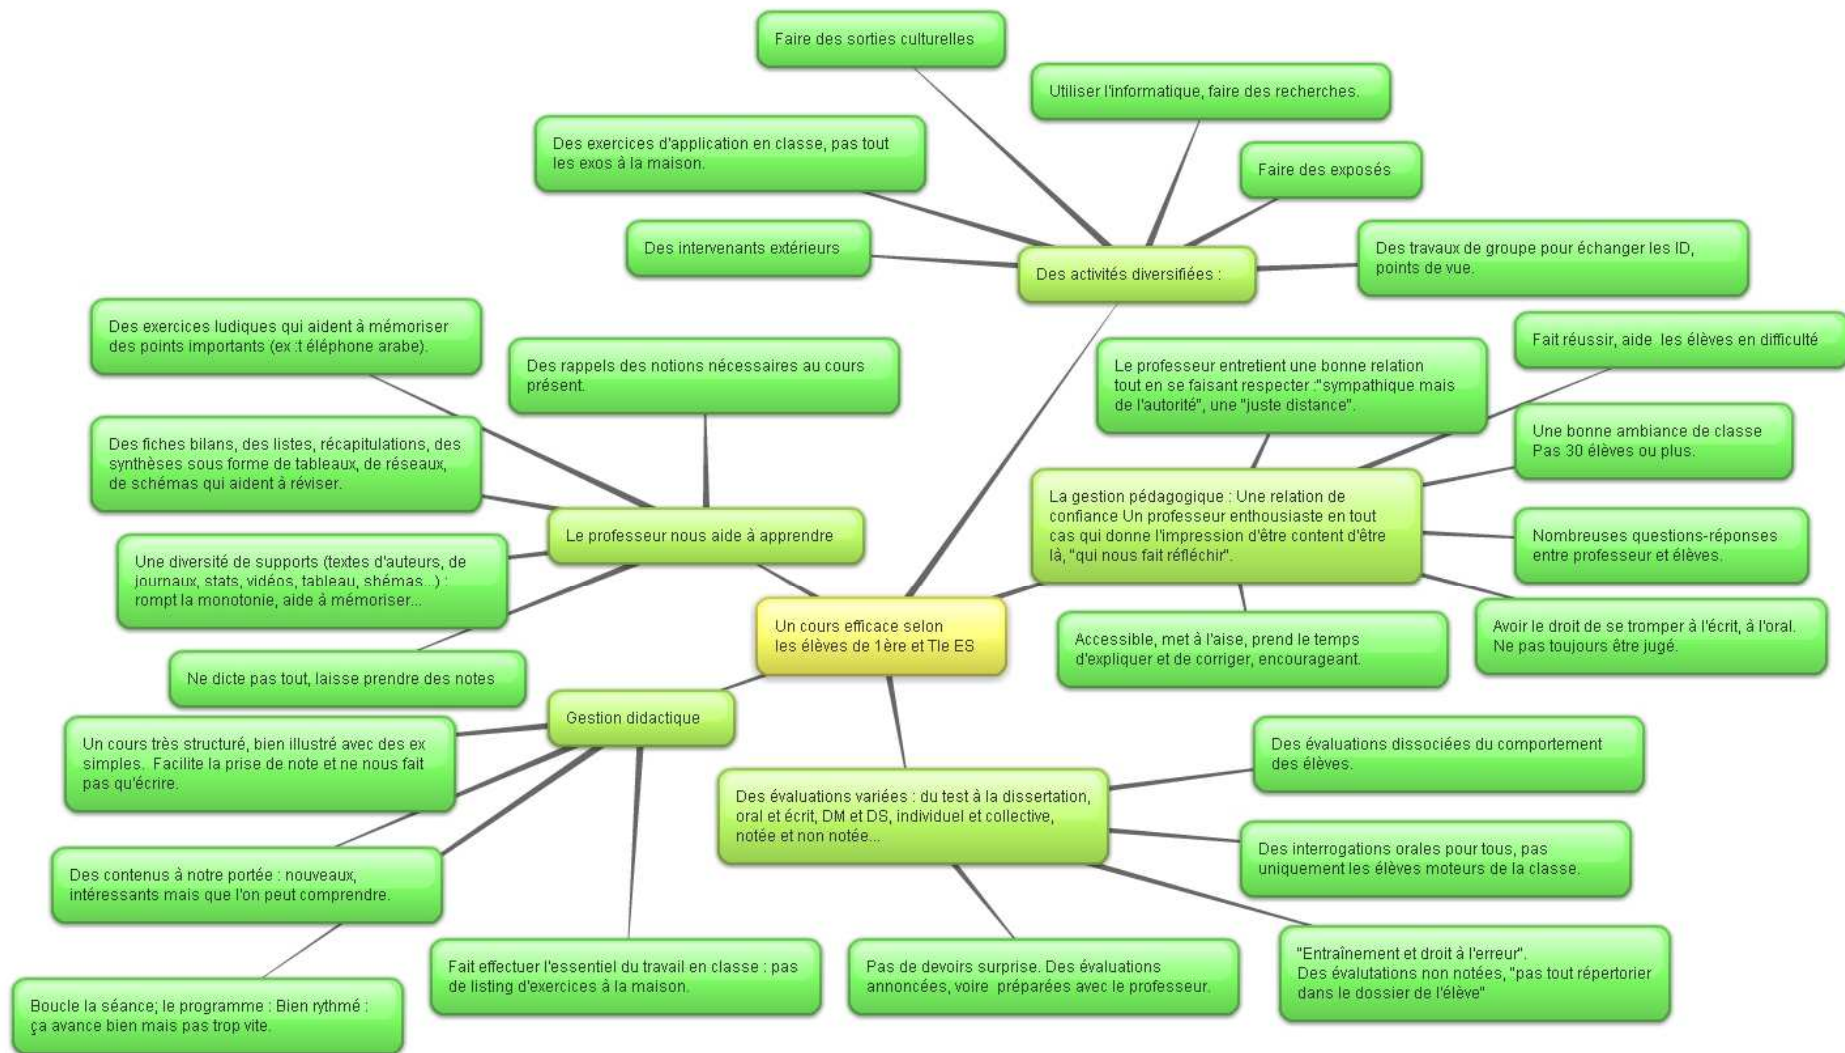 Faire des sorties culturelles
Utiliser l'informatique, faire des recherches.
Des exercices d'application en classe, pas tout
les exos à la maison.
Faire des exposés
Des intervenants extérieurs
Des travaux de groupe pour échanger les ID,
points de vue.
Des activités diversifiées :
Des exercices ludiques qui aident à mémoriser
des points importants (ex :t éléphone arabe).
Des rappels des notions nécessaires au cours
présent.
Le professeur entretient une bonne relation
tout en se faisant respecter :"sympathique mais
de l'autorité", une "juste distance".
Fait réussir, aide  les élèves en difficulté
Une bonne ambiance de classe
Pas 30 élèves ou plus.
Des fiches bilans, des listes, récapitulations, des
synthèses sous forme de tableaux, de réseaux,
de schémas qui aident à réviser.
Le professeur nous aide à apprendre
La gestion pédagogique : Une relation de
confiance Un professeur enthousiaste en tout
cas qui donne l'impression d'être content d'être
là, "qui nous fait réfléchir".
Nombreuses questions-réponses
entre professeur et élèves.
Une diversité de supports (textes d'auteurs, de
journaux, stats, vidéos, tableau, shémas...) :
rompt la monotonie, aide à mémoriser...
Un cours efficace selon
les élèves de 1ère et Tle ES
Accessible, met à l'aise, prend le temps
d'expliquer et de corriger, encourageant.
Avoir le droit de se tromper à l'écrit, à l'oral.
Ne pas toujours être jugé.
Ne dicte pas tout, laisse prendre des notes
Gestion didactique
Un cours très structuré, bien illustré avec des ex
simples.  Facilite la prise de note et ne nous fait
pas qu'écrire.
Des évaluations variées : du test à la dissertation,
oral et écrit, DM et DS, individuel et collective,
notée et non notée...
Des évaluations dissociées du comportement
des élèves.
Des interrogations orales pour tous, pas
uniquement les élèves moteurs de la classe.
Des contenus à notre portée : nouveaux,
intéressants mais que l'on peut comprendre.
Fait effectuer l'essentiel du travail en classe : pas
de listing d'exercices à la maison.
Pas de devoirs surprise. Des évaluations
annoncées, voire  préparées avec le professeur.
"Entraînement et droit à l'erreur".
Des évalutations non notées, "pas tout répertorier
dans le dossier de l'élève"
Boucle la séance; le programme : Bien rythmé :
ça avance bien mais pas trop vite.